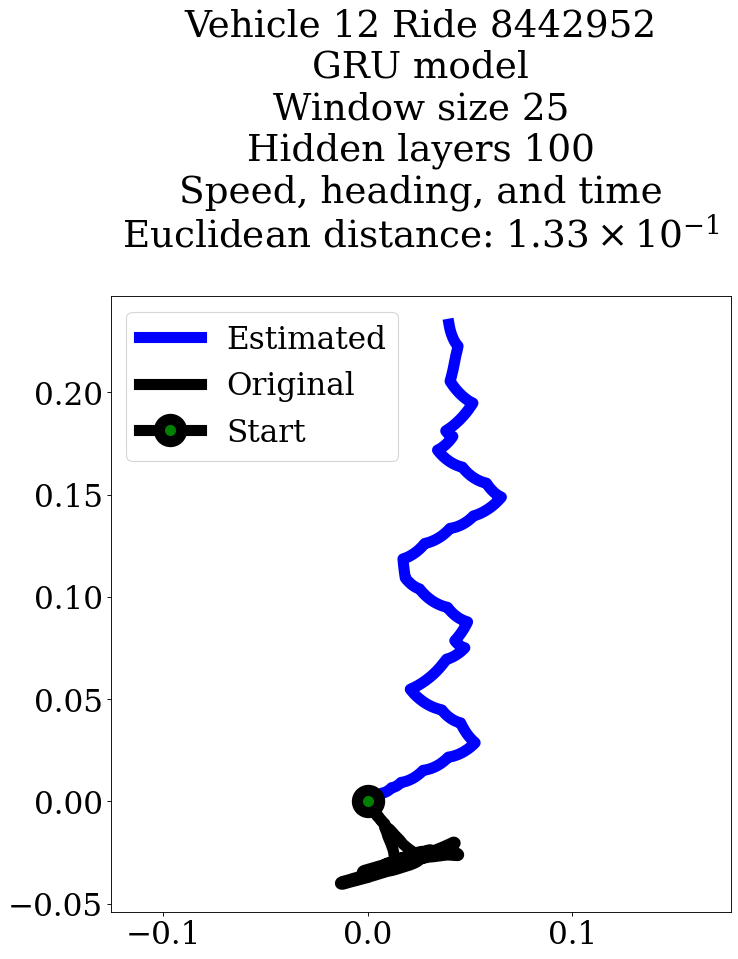 Vehicle 12 Ride 8442952
GRU model
Window size 25
Hidden layers 100
Speed, heading, and time
Euclidean distance: 1.33 × 10⁻¹
Estimated
Original
Start
0.20
0.15
0.10
0.05
0.00
−0.05
−0.1
0.0
0.1